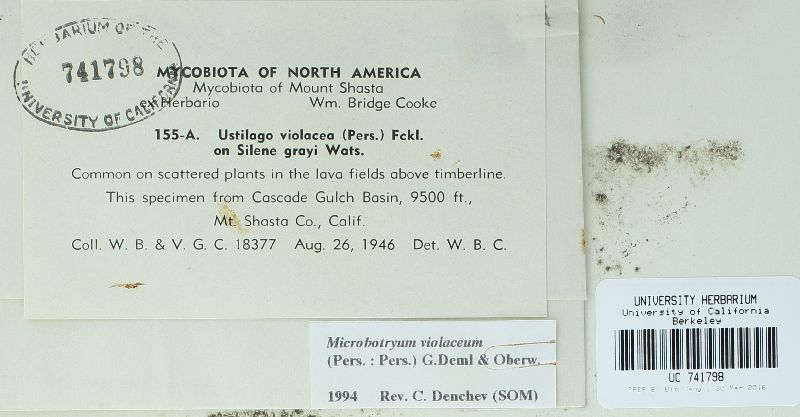 HERBARIUM OF THE
741798
UNIVERSITY OF CALIFORNIA
MYCOBIOTA OF NORTH AMERICA
Mycobiota of Mount Shasta
ex Herbario Wm. Bridge Cooke
155-A. Ustilago violacea (Pers.) Fckl.
on Silene grayi Wats.
Common on scattered plants in the lava fields above timberline.
This specimen from Cascade Gulch Basin, 9500 ft.,
Mt. Shasta Co., Calif.
Coll. W. B. & V. G. C. 18377 Aug. 26, 1946 Det. W. B. C.
Microbotryum violaceum
(Pers. : Pers.) G.Deml & Oberw.
1994 Rev. C. Denchev (SOM)
UNIVERSITY HERBARIUM
University of California
Berkeley
UC 741798
2016